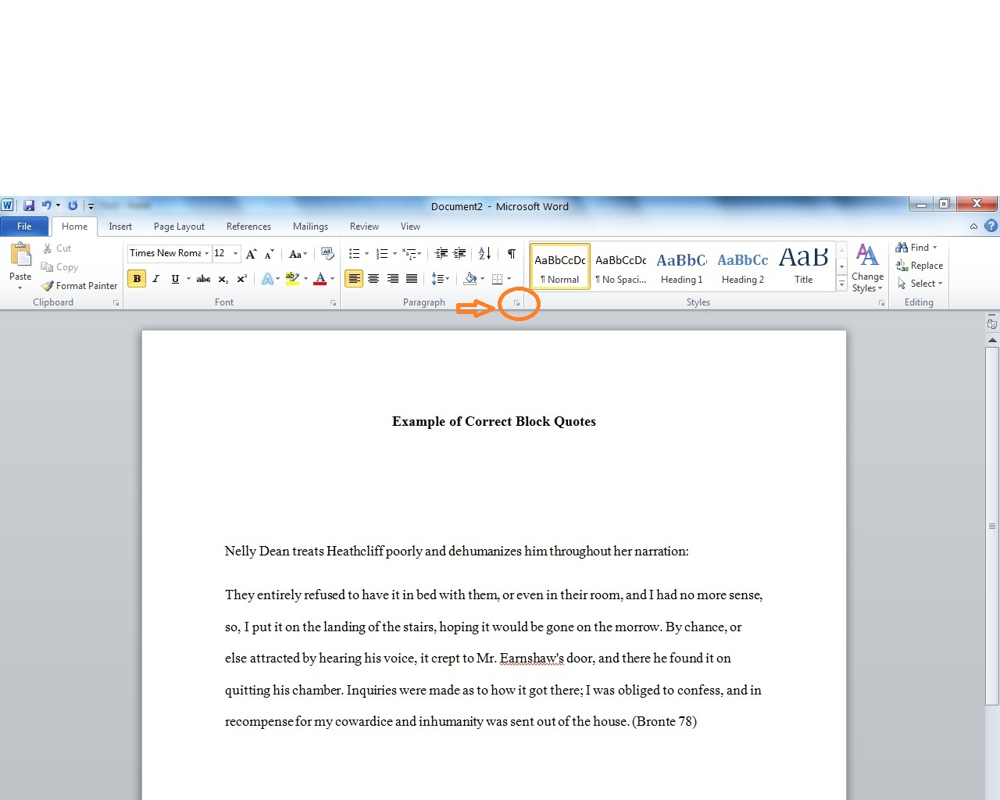 Document2 - Microsoft Word
File Home Insert Page Layout References Mailings Review View
Paste
Cut
Copy
Format Painter
Clipboard
Times New Roma 12 A A Aa
B I U abc x₂ x² A ab A
Font
Paragraph
AaBbCcDc AaBbCcDc AaBbC AaBbCc AaB
¶ Normal ¶ No Spaci... Heading 1 Heading 2 Title
Change
Styles
Styles
Find
Replace
Select
Editing
Example of Correct Block Quotes
Nelly Dean treats Heathcliff poorly and dehumanizes him throughout her narration:
They entirely refused to have it in bed with them, or even in their room, and I had no more sense,
so, I put it on the landing of the stairs, hoping it would be gone on the morrow. By chance, or
else attracted by hearing his voice, it crept to Mr. Earnshaw's door, and there he found it on
quitting his chamber. Inquiries were made as to how it got there; I was obliged to confess, and in
recompense for my cowardice and inhumanity was sent out of the house. (Bronte 78)